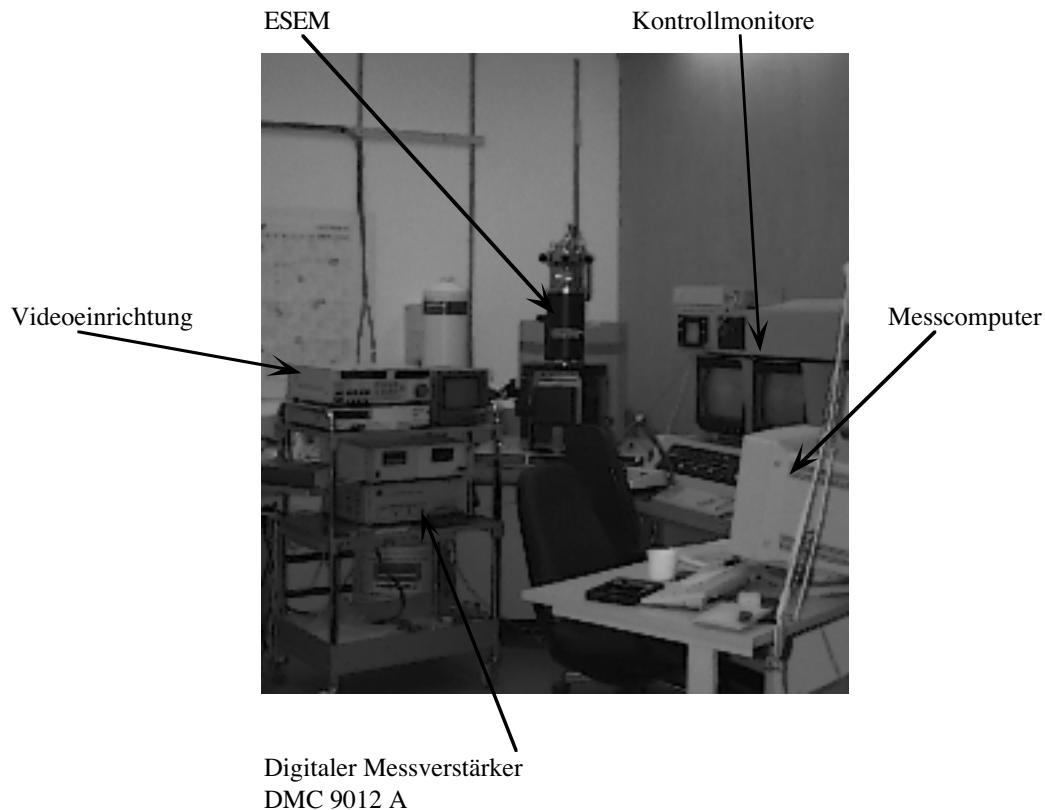 ESEM
Kontrollmonitore
Videoeinrichtung
Messcomputer
Digitaler Messverstärker
DMC 9012 A